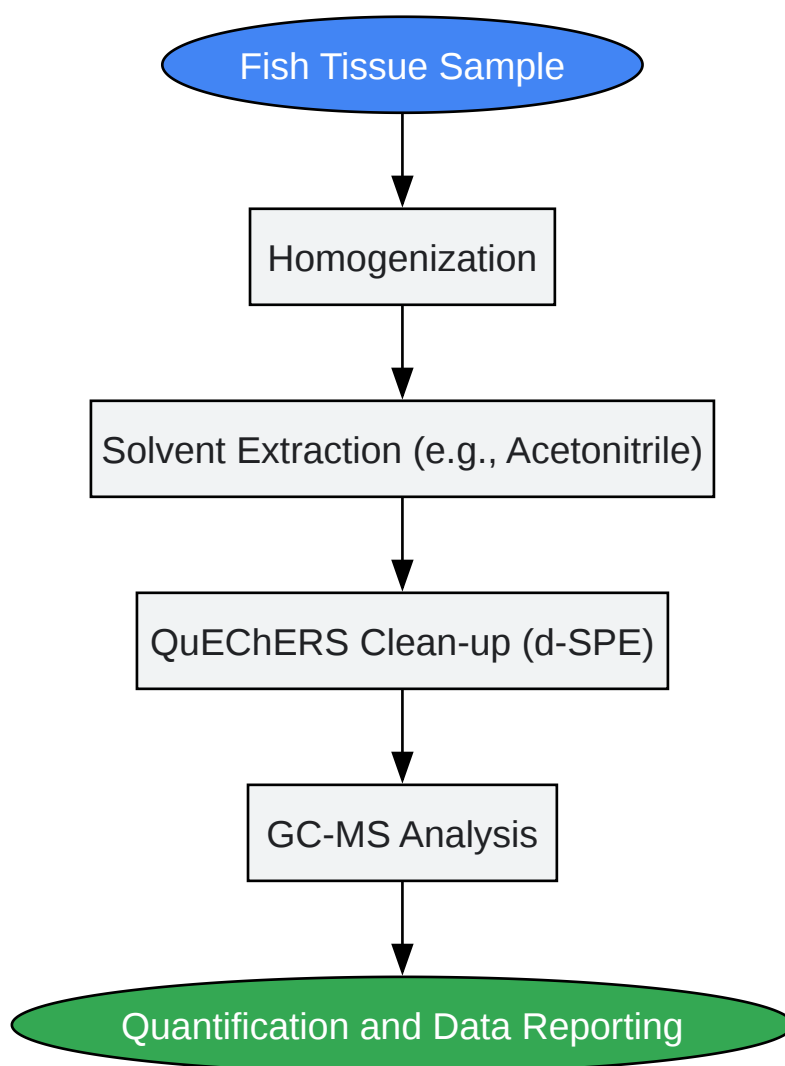 Fish Tissue Sample
Homogenization
Solvent Extraction (e.g., Acetonitrile)
QuEChERS Clean-up (d-SPE)
GC-MS Analysis
Quantification and Data Reporting